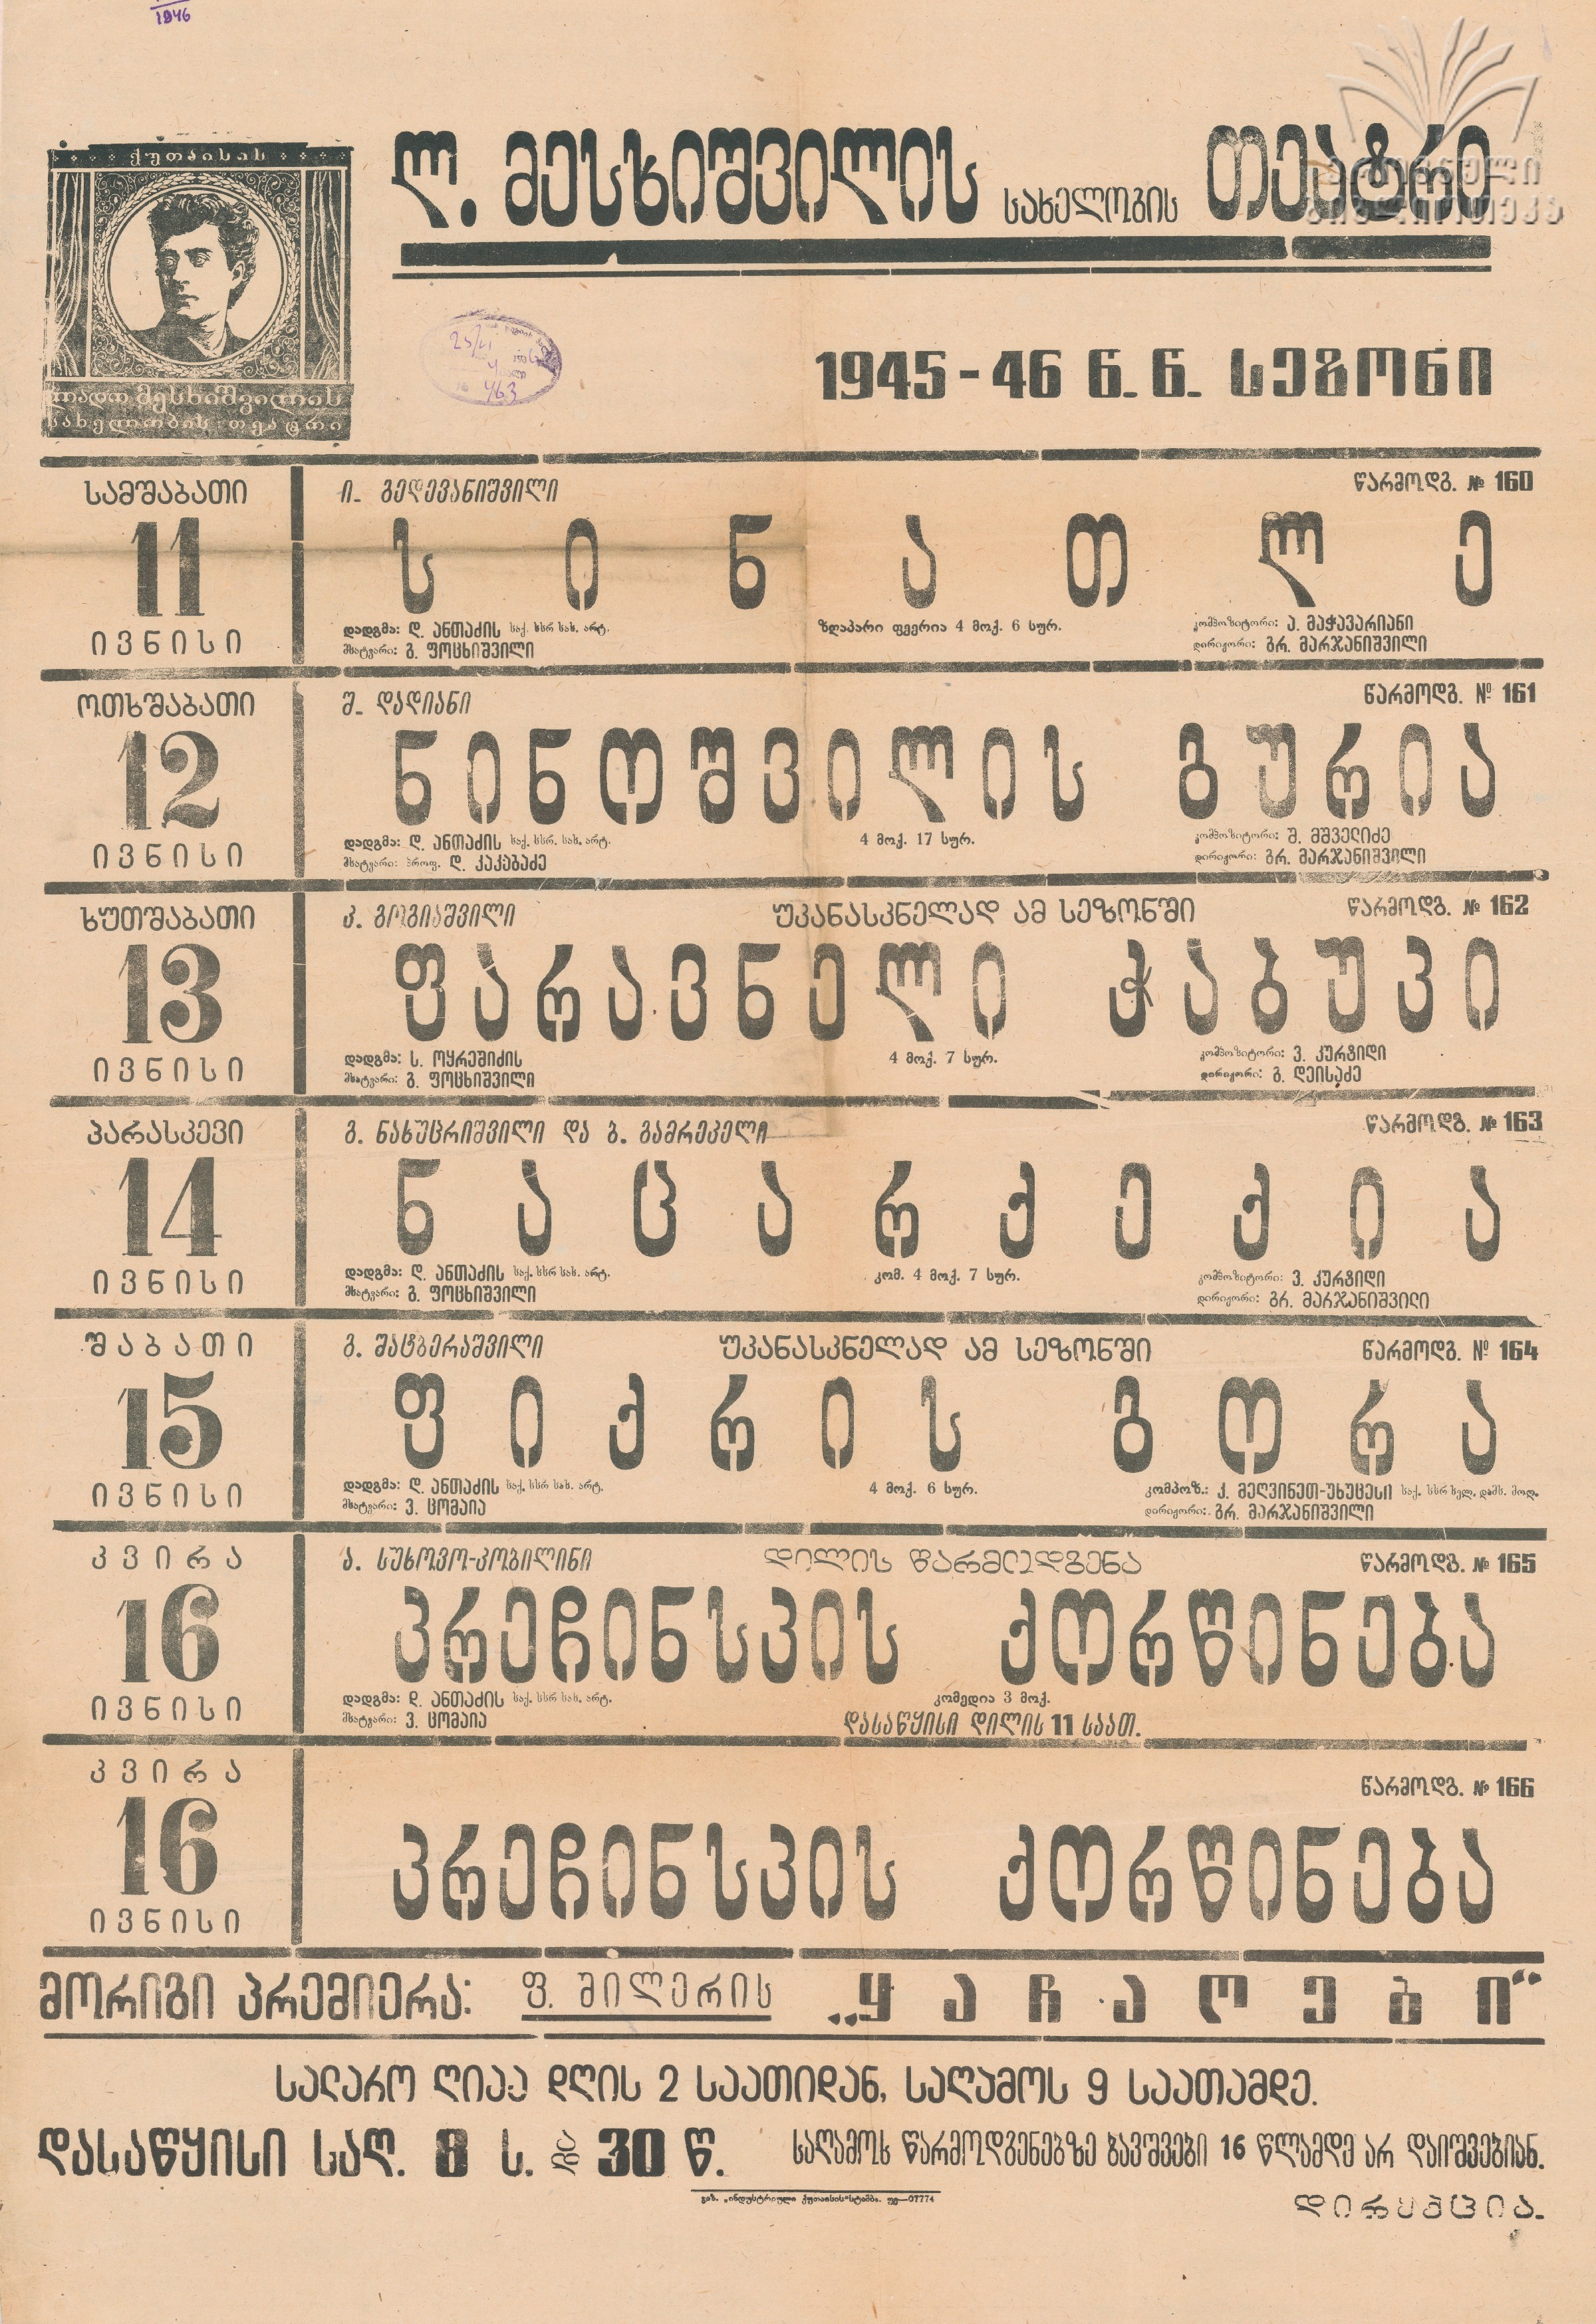 1946
ქუთაისის
ლადო მესხიშვილის
სახელობის თეატრი
ლ. მესხიშვილის სახელობის თეატრი
ეროვნული
ბიბლიოთეკა
463
1945-46 წ. წ. სეზონი
სამშაბათი
11
ივნისი
ი. გედევანიშვილი
წარმოდგ. № 160
სინათლე
დადგმა: დ. ანთაძის საქ. სსრ სახ. არტ.
ზღაპარი ფეერია 4 მოქ. 6 სურ.
კომპოზიტორი: ა. მაჭავარიანი
მხატვარი: გ. ფოცხიშვილი
დირიჟორი: გრ. მარჯანიშვილი
ოთხშაბათი
12
ივნისი
შ. დადიანი
წარმოდგ. № 161
ნინოშვილის გურია
დადგმა: დ. ანთაძის საქ. სსრ. სახ. არტ.
4 მოქ. 17 სურ.
კომპოზიტორი: შ. მშველიძე
მხატვარი: პროფ. დ. კაკაბაძე
დირიჟორი: გრ. მარჯანიშვილი
ხუთშაბათი
13
ივნისი
კ. გოგიაშვილი
უკანასკნელად ამ სეზონში
წარმოდგ. № 162
ფარავნელი ჭაბუკი
დადგმა: ს. ოყრეშიძის
4 მოქ. 7 სურ.
კომპოზიტორი: ვ. კურტიდი
მხატვარი: გ. ფოცხიშვილი
დირიჟორი: გ. დეისაძე
პარასკევი
14
ივნისი
გ. ნახუცრიშვილი და ბ. გამრეკელი
წარმოდგ. № 163
ნაცარქექია
დადგმა: დ. ანთაძის საქ. სსრ სახ. არტ.
კომ. 4 მოქ. 7 სურ.
კომპოზიტორი: ვ. კურტიდი
მხატვარი: გ. ფოცხიშვილი
დირიჟორი: გრ. მარჯანიშვილი
შაბათი
15
ივნისი
გ. შატბერაშვილი
უკანასკნელად ამ სეზონში
წარმოდგ. № 164
ფიქრის გორა
დადგმა: დ. ანთაძის საქ. სსრ სახ. არტ.
4 მოქ. 6 სურ.
კომპოზ.: კ. მეღვინეთ-უხუცესი საქ. სსრ ხელ. დამს. მოღ.
მხატვარი: ვ. ცომაია
დირიჟორი: გრ. მარჯანიშვილი
კვირა
16
ივნისი
ა. სუხოვო-კობილინი
დილის წარმოდგენა
წარმოდგ. № 165
კრეჩინსკის ქორწინება
დადგმა: დ. ანთაძის საქ. სსრ სახ. არტ.
კომედია 3 მოქ.
მხატვარი: ვ. ცომაია
დასაწყისი დილის 11 საათ.
კვირა
16
ივნისი
წარმოდგ. № 166
კრეჩინსკის ქორწინება
მორიგი პრემიერა: ფ. შილერის „ყაჩაღები“
სალარო ღიაა დღის 2 საათიდან, საღამოს 9 საათამდე.
დასაწყისი საღ. 8 ს. და 30 წ.
საღამოს წარმოდგენებზე ბავშვები 16 წლამდე არ დაიშვებიან.
გაზ. „ინდუსტრიული ქუთაისის“ სტამბა. უე—07774
დირექცია.